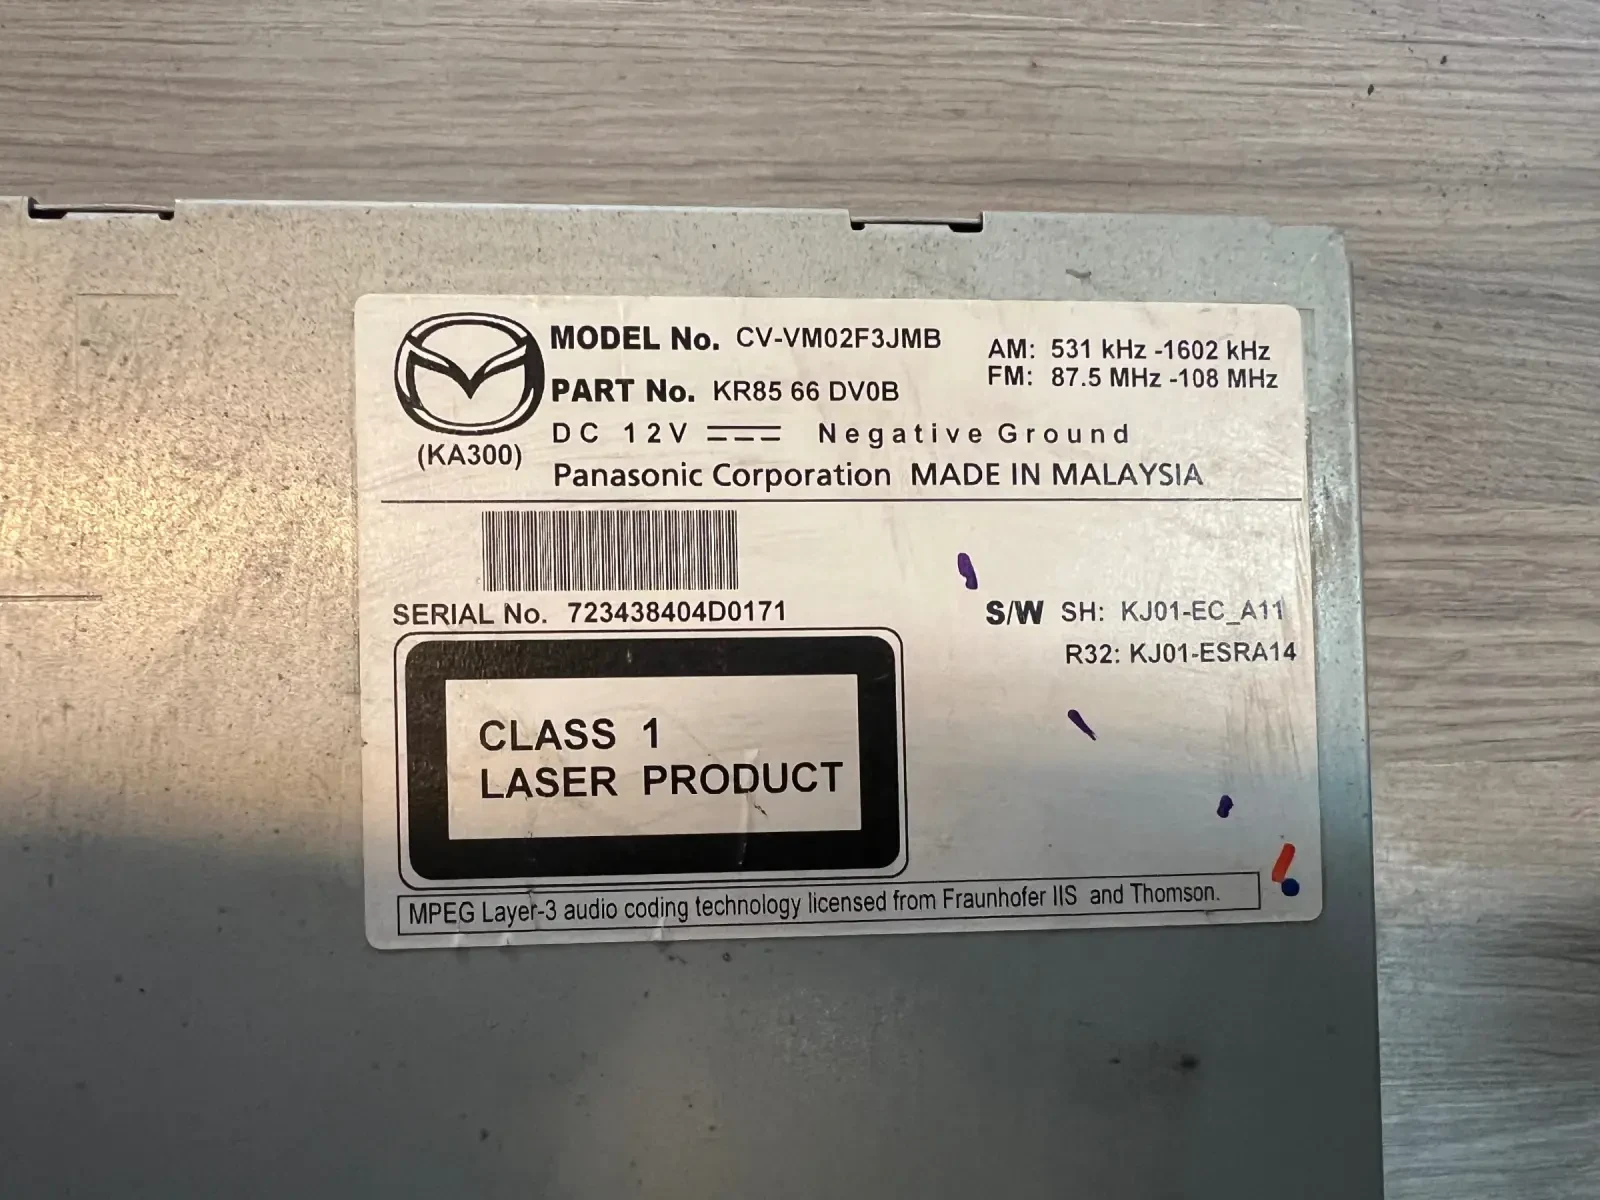 MODEL No. CV-VM02F3JMB
AM: 531 kHz -1602 kHz
PART No. KR85 66 DV0B
FM: 87.5 MHz -108 MHz
DC 12V Negative Ground
(KA300)
Panasonic Corporation MADE IN MALAYSIA
SERIAL No. 723438404D0171
S/W SH: KJ01-EC_A11
R32: KJ01-ESRA14
CLASS 1
LASER PRODUCT
MPEG Layer-3 audio coding technology licensed from Fraunhofer IIS and Thomson.